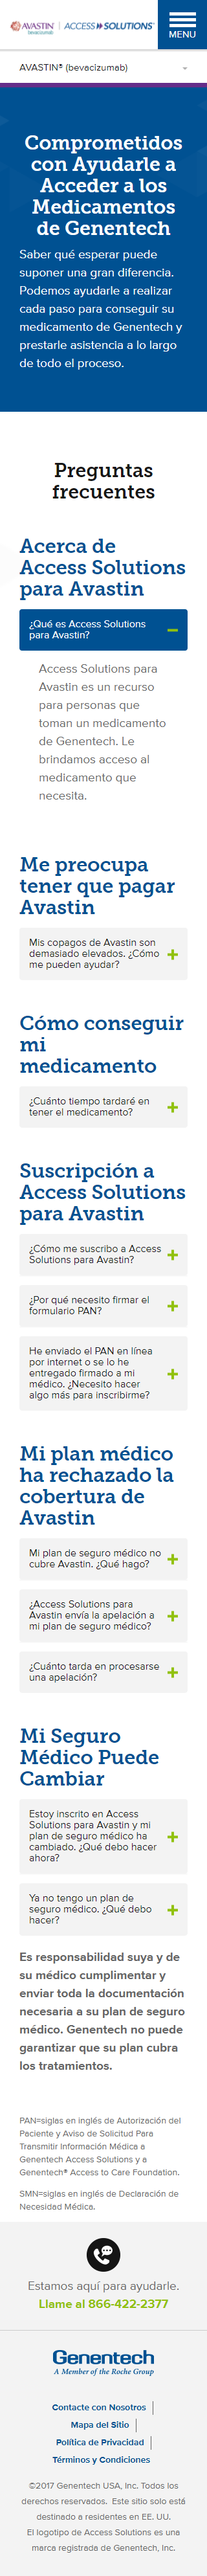 AVASTIN®
bevacizumab
ACCESS SOLUTIONS®
MENU
AVASTIN® (bevacizumab)
Comprometidos
con Ayudarle a
Acceder a los
Medicamentos
de Genentech
Saber qué esperar puede
suponer una gran diferencia.
Podemos ayudarle a realizar
cada paso para conseguir su
medicamento de Genentech y
prestarle asistencia a lo largo
de todo el proceso.
Preguntas
frecuentes
Acerca de
Access Solutions
para Avastin
¿Qué es Access Solutions
para Avastin?
Access Solutions para
Avastin es un recurso
para personas que
toman un medicamento
de Genentech. Le
brindamos acceso al
medicamento que
necesita.
Me preocupa
tener que pagar
Avastin
Mis copagos de Avastin son
demasiado elevados. ¿Cómo
me pueden ayudar?
Cómo conseguir
mi
medicamento
¿Cuánto tiempo tardaré en
tener el medicamento?
Suscripción a
Access Solutions
para Avastin
¿Cómo me suscribo a Access
Solutions para Avastin?
¿Por qué necesito firmar el
formulario PAN?
He enviado el PAN en línea
por internet o se lo he
entregado firmado a mi
médico. ¿Necesito hacer
algo más para inscribirme?
Mi plan médico
ha rechazado la
cobertura de
Avastin
Mi plan de seguro médico no
cubre Avastin. ¿Qué hago?
¿Access Solutions para
Avastin envía la apelación a
mi plan de seguro médico?
¿Cuánto tarda en procesarse
una apelación?
Mi Seguro
Médico Puede
Cambiar
Estoy inscrito en Access
Solutions para Avastin y mi
plan de seguro médico ha
cambiado. ¿Qué debo hacer
ahora?
Ya no tengo un plan de
seguro médico. ¿Qué debo
hacer?
Es responsabilidad suya y de
su médico cumplimentar y
enviar toda la documentación
necesaria a su plan de seguro
médico. Genentech no puede
garantizar que su plan cubra
los tratamientos.
PAN=siglas en inglés de Autorización del
Paciente y Aviso de Solicitud Para
Transmitir Información Médica a
Genentech Access Solutions y a
Genentech® Access to Care Foundation.
SMN=siglas en inglés de Declaración de
Necesidad Médica.
Estamos aquí para ayudarle.
Llame al 866-422-2377
Genentech
A Member of the Roche Group
Contacte con Nosotros
Mapa del Sitio
Política de Privacidad
Términos y Condiciones
©2017 Genentech USA, Inc. Todos los
derechos reservados. Este sitio solo está
destinado a residentes en EE. UU.
El logotipo de Access Solutions es una
marca registrada de Genentech, Inc.